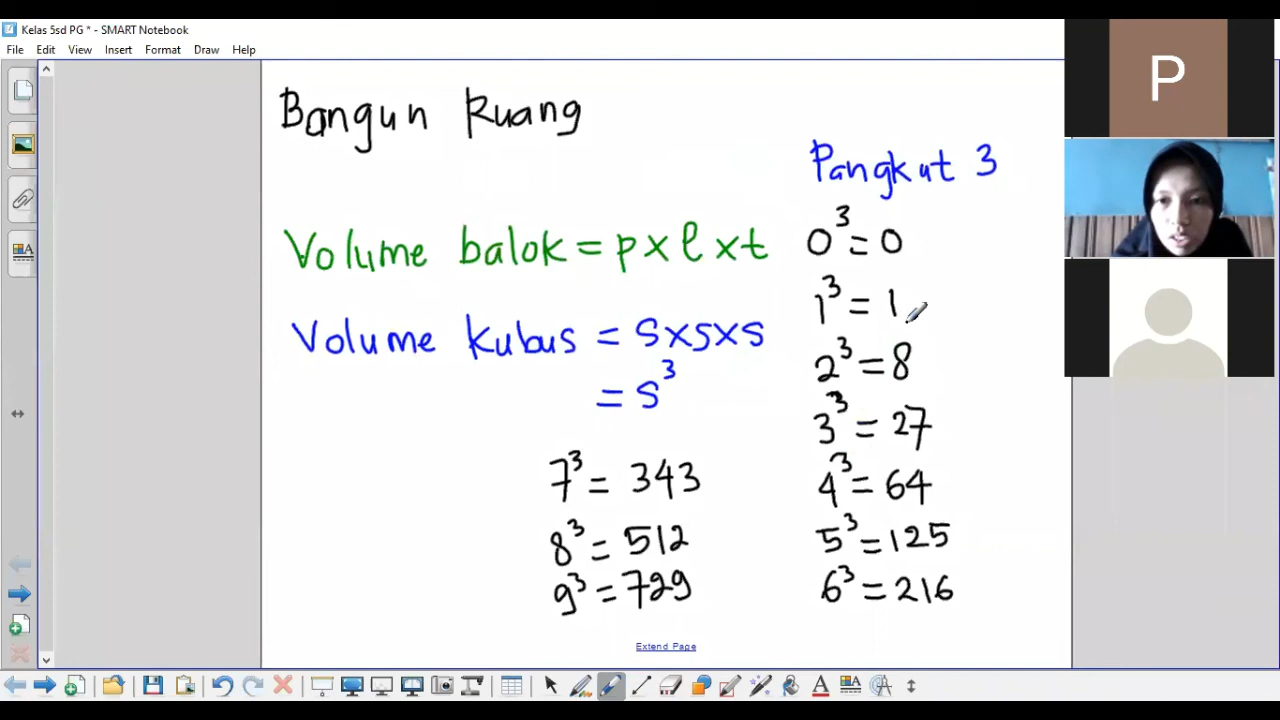 Kelas 5sd PG * - SMART Notebook
File Edit View Insert Format Draw Help
Bangun Ruang
Volume balok = p x l x t
Volume kubus = s x s x s
= s³
7³ = 343
8³ = 512
9³ = 729
Pangkat 3
0³ = 0
1³ = 1
2³ = 8
3³ = 27
4³ = 64
5³ = 125
6³ = 216
Extend Page
P